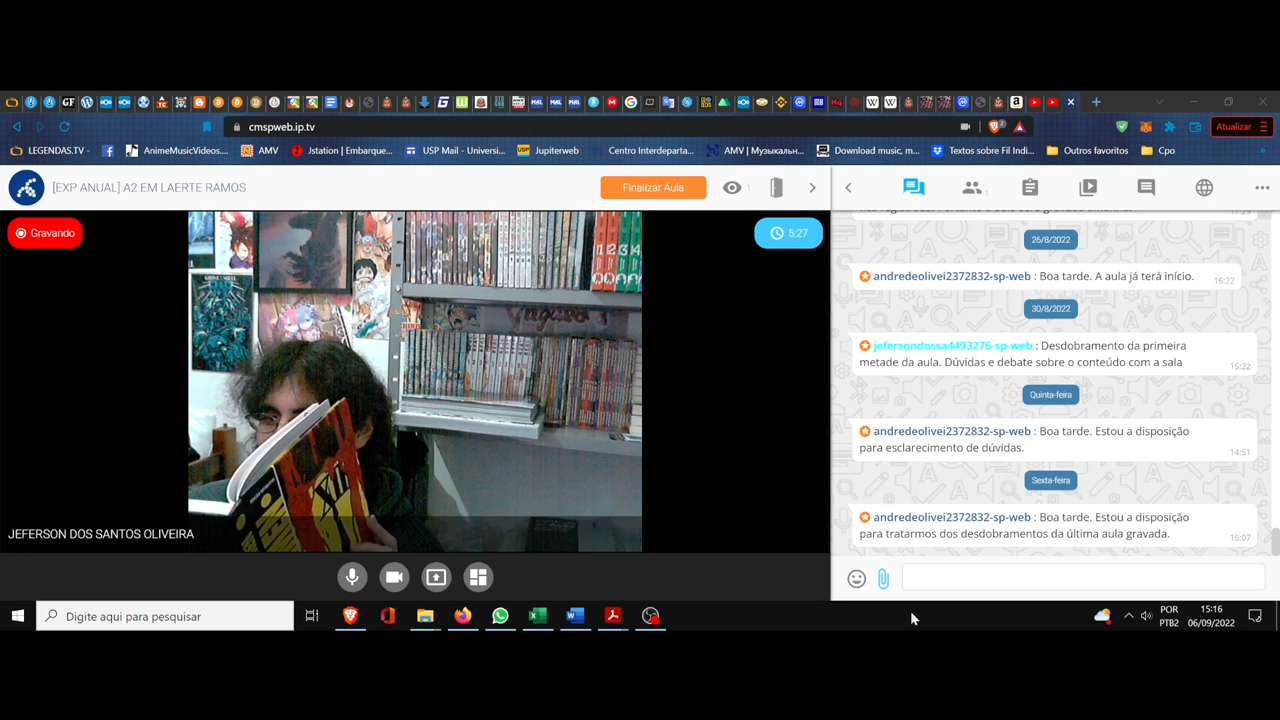 cmspweb.ip.tv
Atualizar
LEGENDAS.TV -
AnimeMusicVideos...
AMV
Jstation | Embarque...
USP Mail - Universi...
Jupiterweb
Centro Interdeparta...
AMV | Музыкальн...
Download music, m...
Textos sobre Fil Indi...
Outros favoritos
Cpo
[EXP ANUAL] A2 EM LAERTE RAMOS
Finalizar Aula
1
1
Gravando
5:27
26/8/2022
andredeolivei2372832-sp-web : Boa tarde. A aula já terá início.
16:22
30/8/2022
jefersondossa4493276-sp-web : Desdobramento da primeira
metade da aula. Dúvidas e debate sobre o conteúdo com a sala
15:22
Quinta-feira
andredeolivei2372832-sp-web : Boa tarde. Estou a disposição
para esclarecimento de dúvidas.
14:51
Sexta-feira
andredeolivei2372832-sp-web : Boa tarde. Estou a disposição
para tratarmos dos desdobramentos da última aula gravada.
16:07
JEFERSON DOS SANTOS OLIVEIRA
Digite aqui para pesquisar
POR
PTB2
15:16
06/09/2022